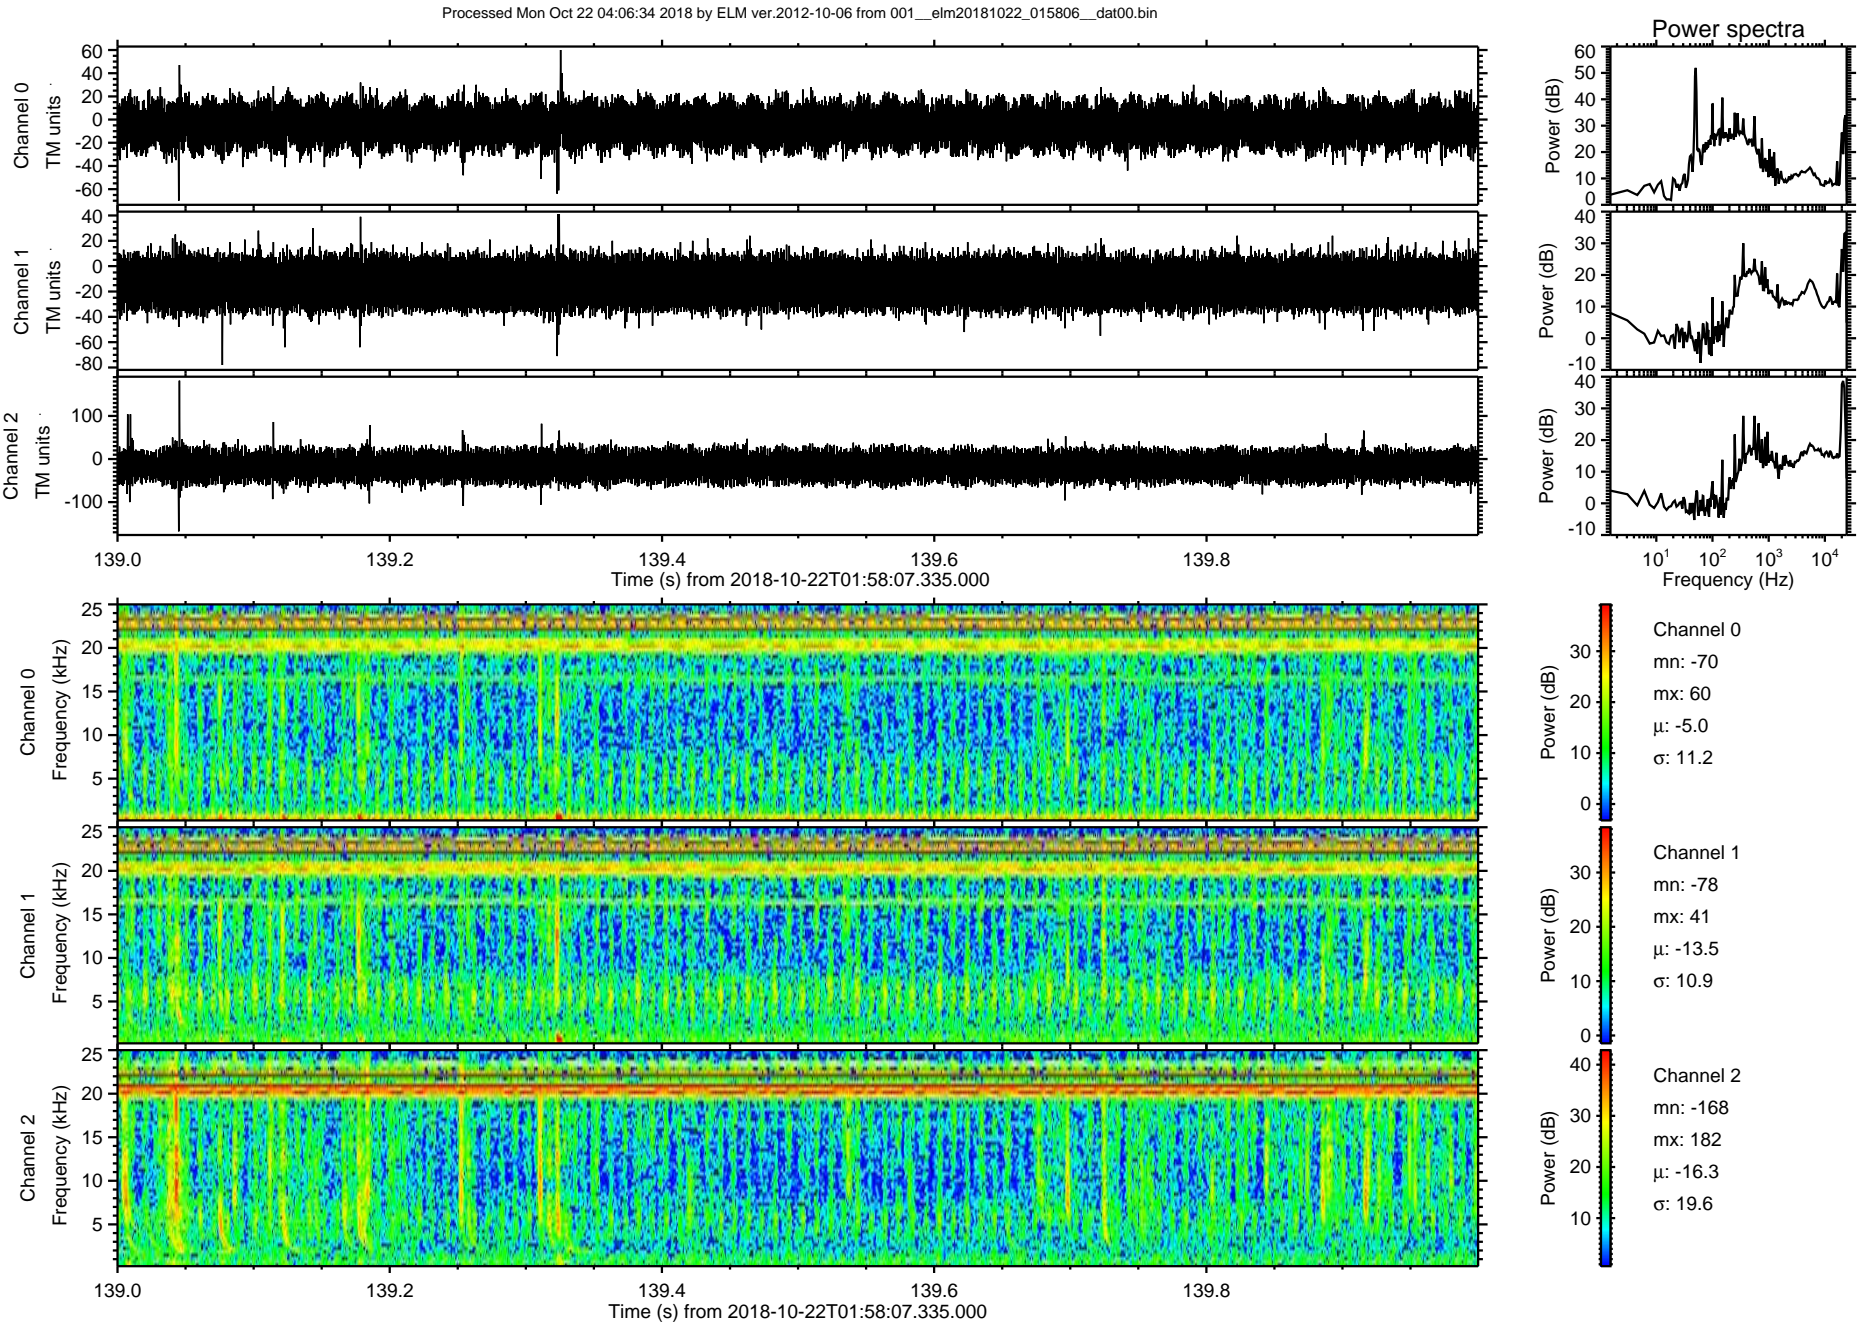 Processed Mon Oct 22 04:06:34 2018 by ELM ver.2012-10-06 from 001__elm20181022_015806__dat00.bin
Power spectra
Channel 0
TM units
60
40
20
0
-20
-40
-60
Power (dB)
60
50
40
30
20
10
0
Channel 1
TM units
40
20
0
-20
-40
-60
-80
Power (dB)
40
30
20
10
0
-10
Channel 2
TM units
100
0
-100
Power (dB)
40
30
20
10
0
-10
139.0 139.2 139.4 139.6 139.8
Time (s) from 2018-10-22T01:58:07.335.000
10¹ 10² 10³ 10⁴
Frequency (Hz)
Channel 0
Frequency (kHz)
25
20
15
10
5
Power (dB)
30
20
10
0
Channel 0
mn: -70
mx: 60
μ: -5.0
σ: 11.2
Channel 1
Frequency (kHz)
25
20
15
10
5
Power (dB)
30
20
10
0
Channel 1
mn: -78
mx: 41
μ: -13.5
σ: 10.9
Channel 2
Frequency (kHz)
25
20
15
10
5
Power (dB)
40
30
20
10
Channel 2
mn: -168
mx: 182
μ: -16.3
σ: 19.6
139.0 139.2 139.4 139.6 139.8
Time (s) from 2018-10-22T01:58:07.335.000